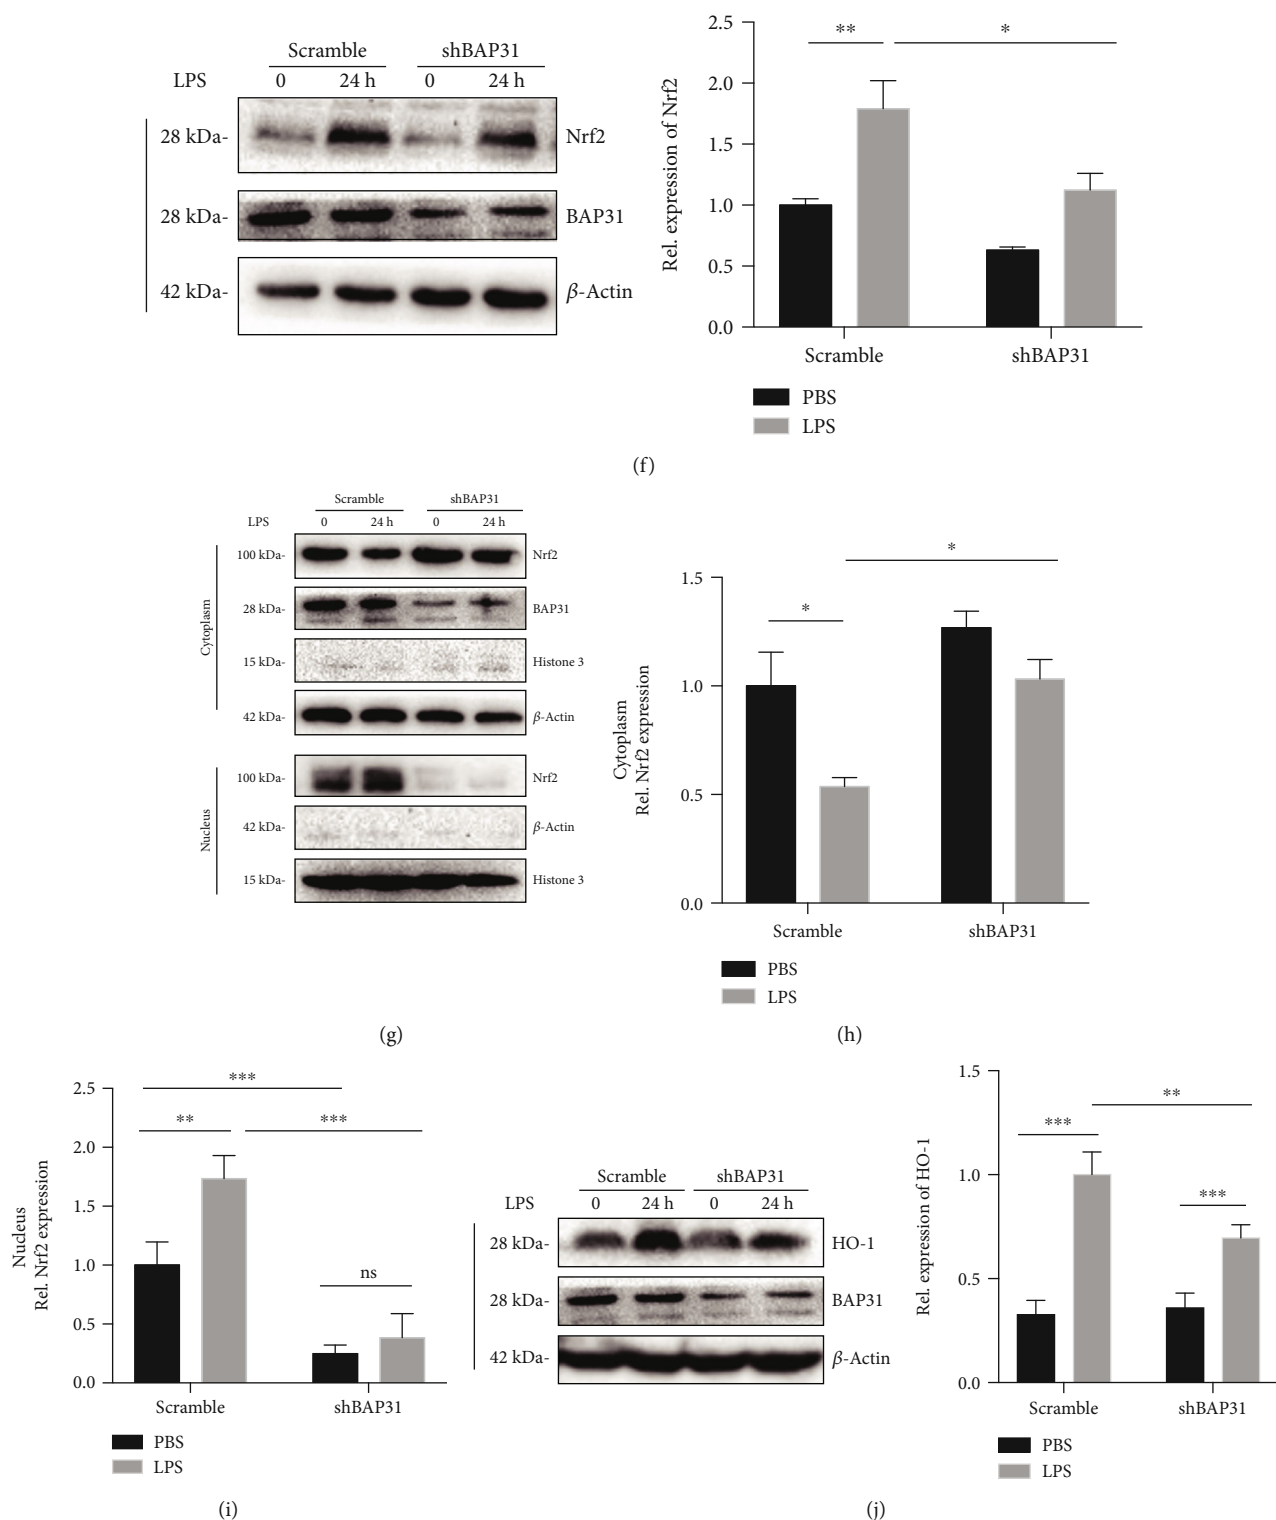 Scramble shBAP31
LPS 0 24 h 0 24 h
28 kDa- Nrf2
28 kDa- BAP31
42 kDa- β-Actin
Rel. expression of Nrf2
2.5
2.0
1.5
1.0
0.5
0.0
** *
Scramble shBAP31
PBS
LPS
(f)
Scramble shBAP31
LPS 0 24 h 0 24 h
Cytoplasm
100 kDa- Nrf2
28 kDa- BAP31
15 kDa- Histone 3
42 kDa- β-Actin
Nucleus
100 kDa- Nrf2
42 kDa- β-Actin
15 kDa- Histone 3
(g)
Cytoplasm
Rel. Nrf2 expression
1.5
1.0
0.5
0.0
*
*
Scramble shBAP31
PBS
LPS
(h)
Nucleus
Rel. Nrf2 expression
2.5
2.0
1.5
1.0
0.5
0.0
***
** ***
ns
Scramble shBAP31
PBS
LPS
(i)
Scramble shBAP31
LPS 0 24 h 0 24 h
28 kDa- HO-1
28 kDa- BAP31
42 kDa- β-Actin
Rel. expression of HO-1
1.5
1.0
0.5
0.0
**
***
***
Scramble shBAP31
PBS
LPS
(j)